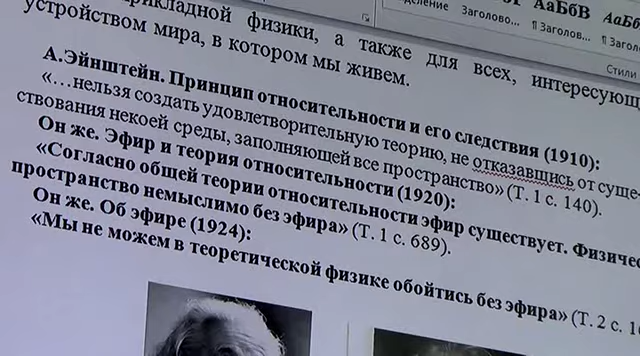 АаБбВ АаБб
Заголово... ¶ Заголов... ¶ Заголов
Стили
прикладной физики, а также для всех, интересующ
устройством мира, в котором мы живем.
А.Эйнштейн. Принцип относительности и его следствия (1910):
«…нельзя создать удовлетворительную теорию, не отказавшись от суще-
ствования некоей среды, заполняющей все пространство» (Т. 1 с. 140).
Он же. Эфир и теория относительности (1920):
«Согласно общей теории относительности эфир существует. Физичес
пространство немыслимо без эфира» (Т. 1 с. 689).
Он же. Об эфире (1924):
«Мы не можем в теоретической физике обойтись без эфира» (Т. 2 с. 1